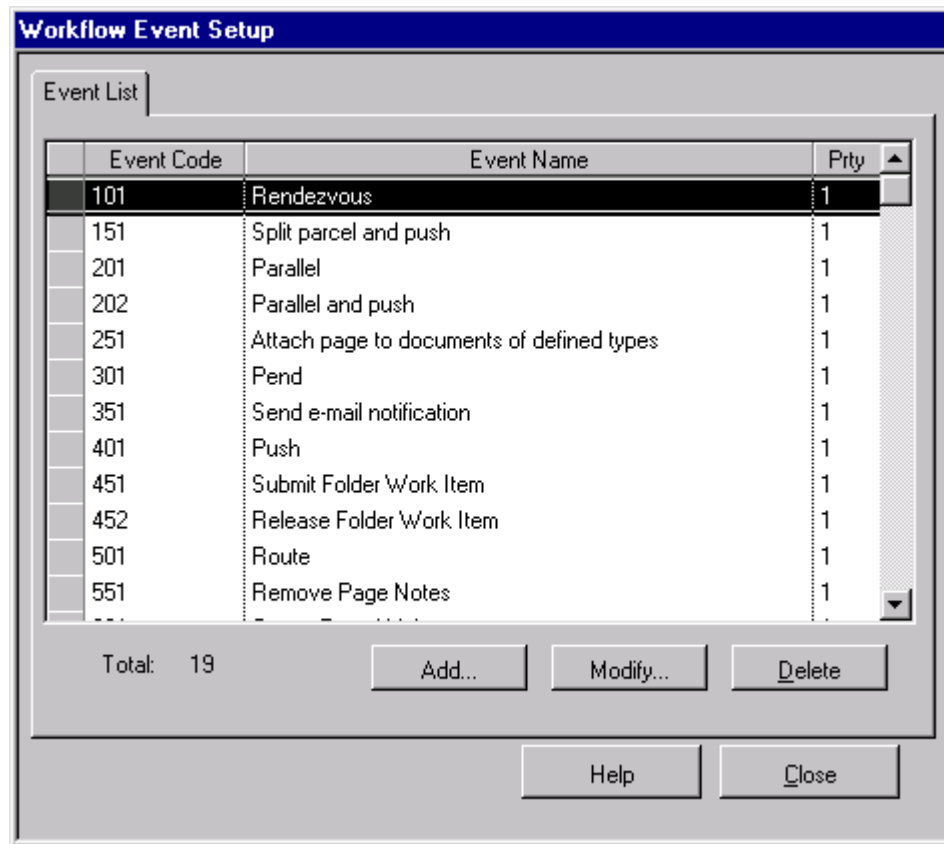 Workflow Event Setup
Event List
Event Code Event Name Prty
101 Rendezvous 1
151 Split parcel and push 1
201 Parallel 1
202 Parallel and push 1
251 Attach page to documents of defined types 1
301 Pend 1
351 Send e-mail notification 1
401 Push 1
451 Submit Folder Work Item 1
452 Release Folder Work Item 1
501 Route 1
551 Remove Page Notes 1
Total: 19 Add... Modify... Delete
Help Close